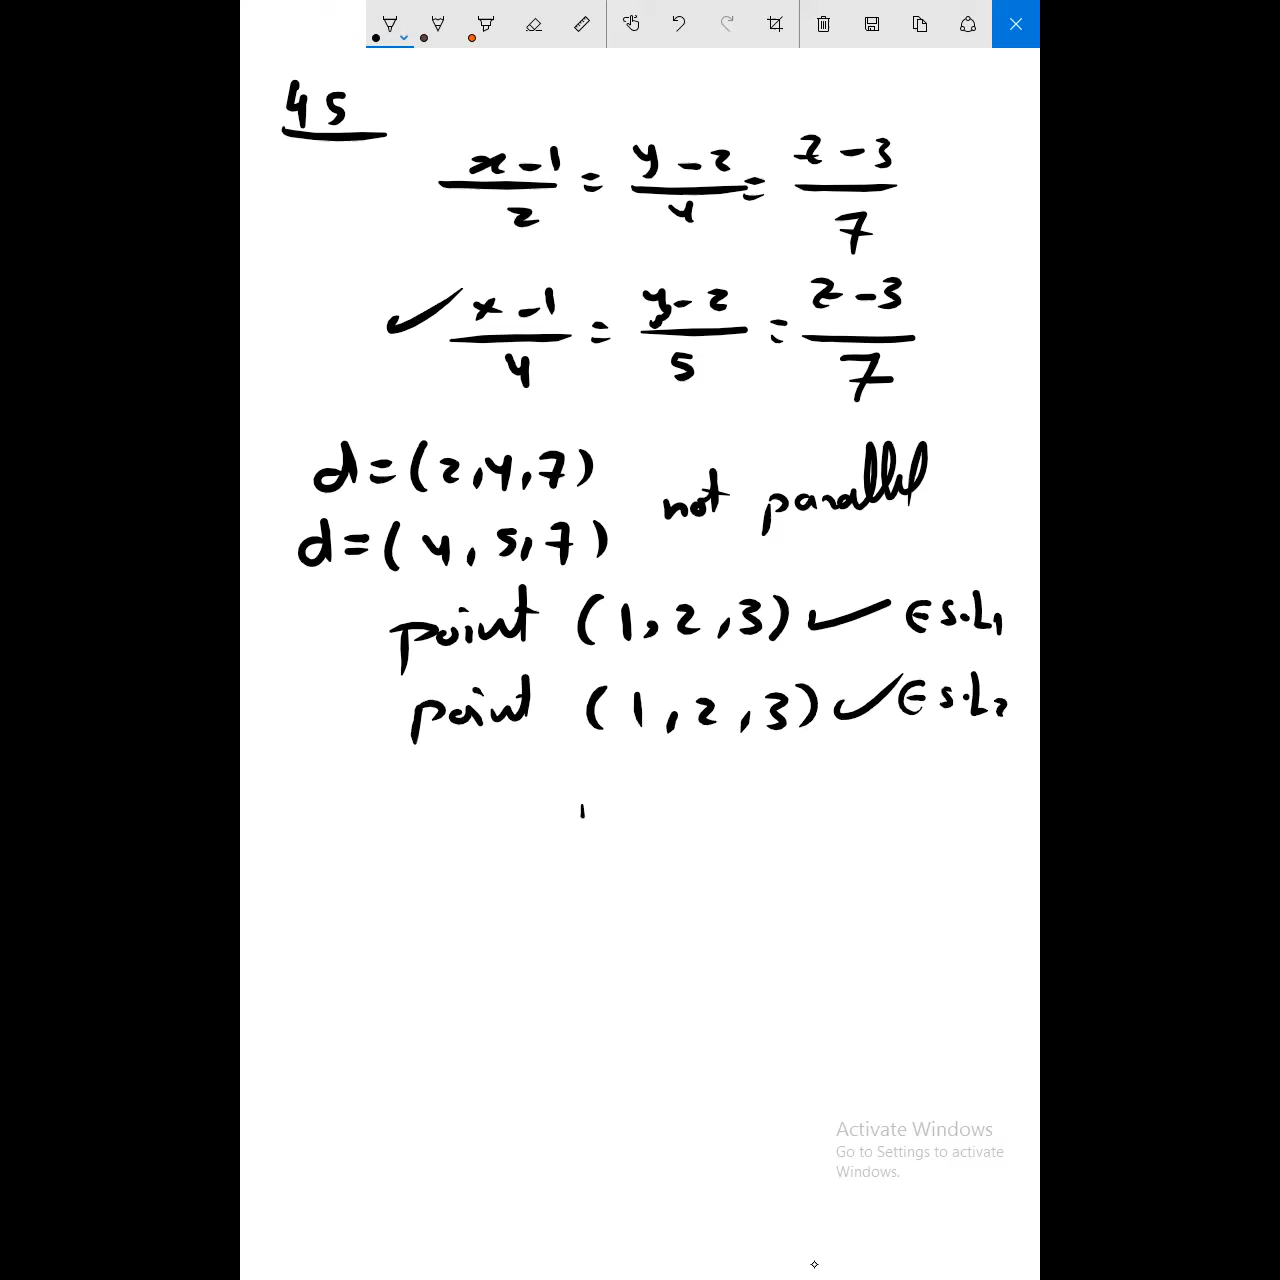 45
x-1/2 = y-2/4 = z-3/7
✓ x-1/4 = y-2/5 = z-3/7
d=(2,4,7)
not parallel
d=(4,5,7)
point (1,2,3) ✓ ∈ s.L₁
point (1,2,3) ✓ ∈ s.L₂
Activate Windows
Go to Settings to activate
Windows.